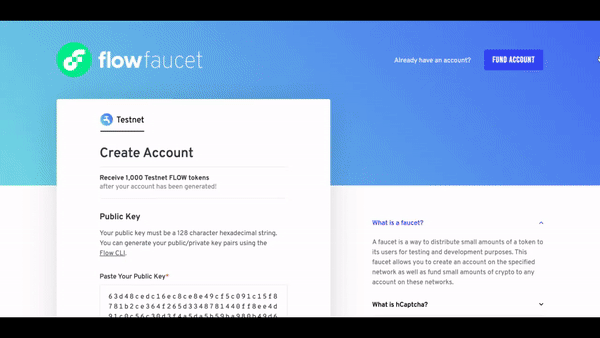 flowfaucet
Already have an account?
FUND ACCOUNT
Testnet
Create Account
Receive 1,000 Testnet FLOW tokens
after your account has been generated!
Public Key
Your public key must be a 128 character hexadecimal string.
You can generate your public/private key pairs using the
Flow CLI.
Paste Your Public Key*
63d48cedc16ec8ce8e49cf5c091c15f8
781b2ce364f265d3348781440ff8ee4d
What is a faucet?
A faucet is a way to distribute small amounts of a token to
its users for testing and development purposes. This
faucet allows you to create an account on the specified
network as well as fund small amounts of crypto to any
account on these networks.
What is hCaptcha?